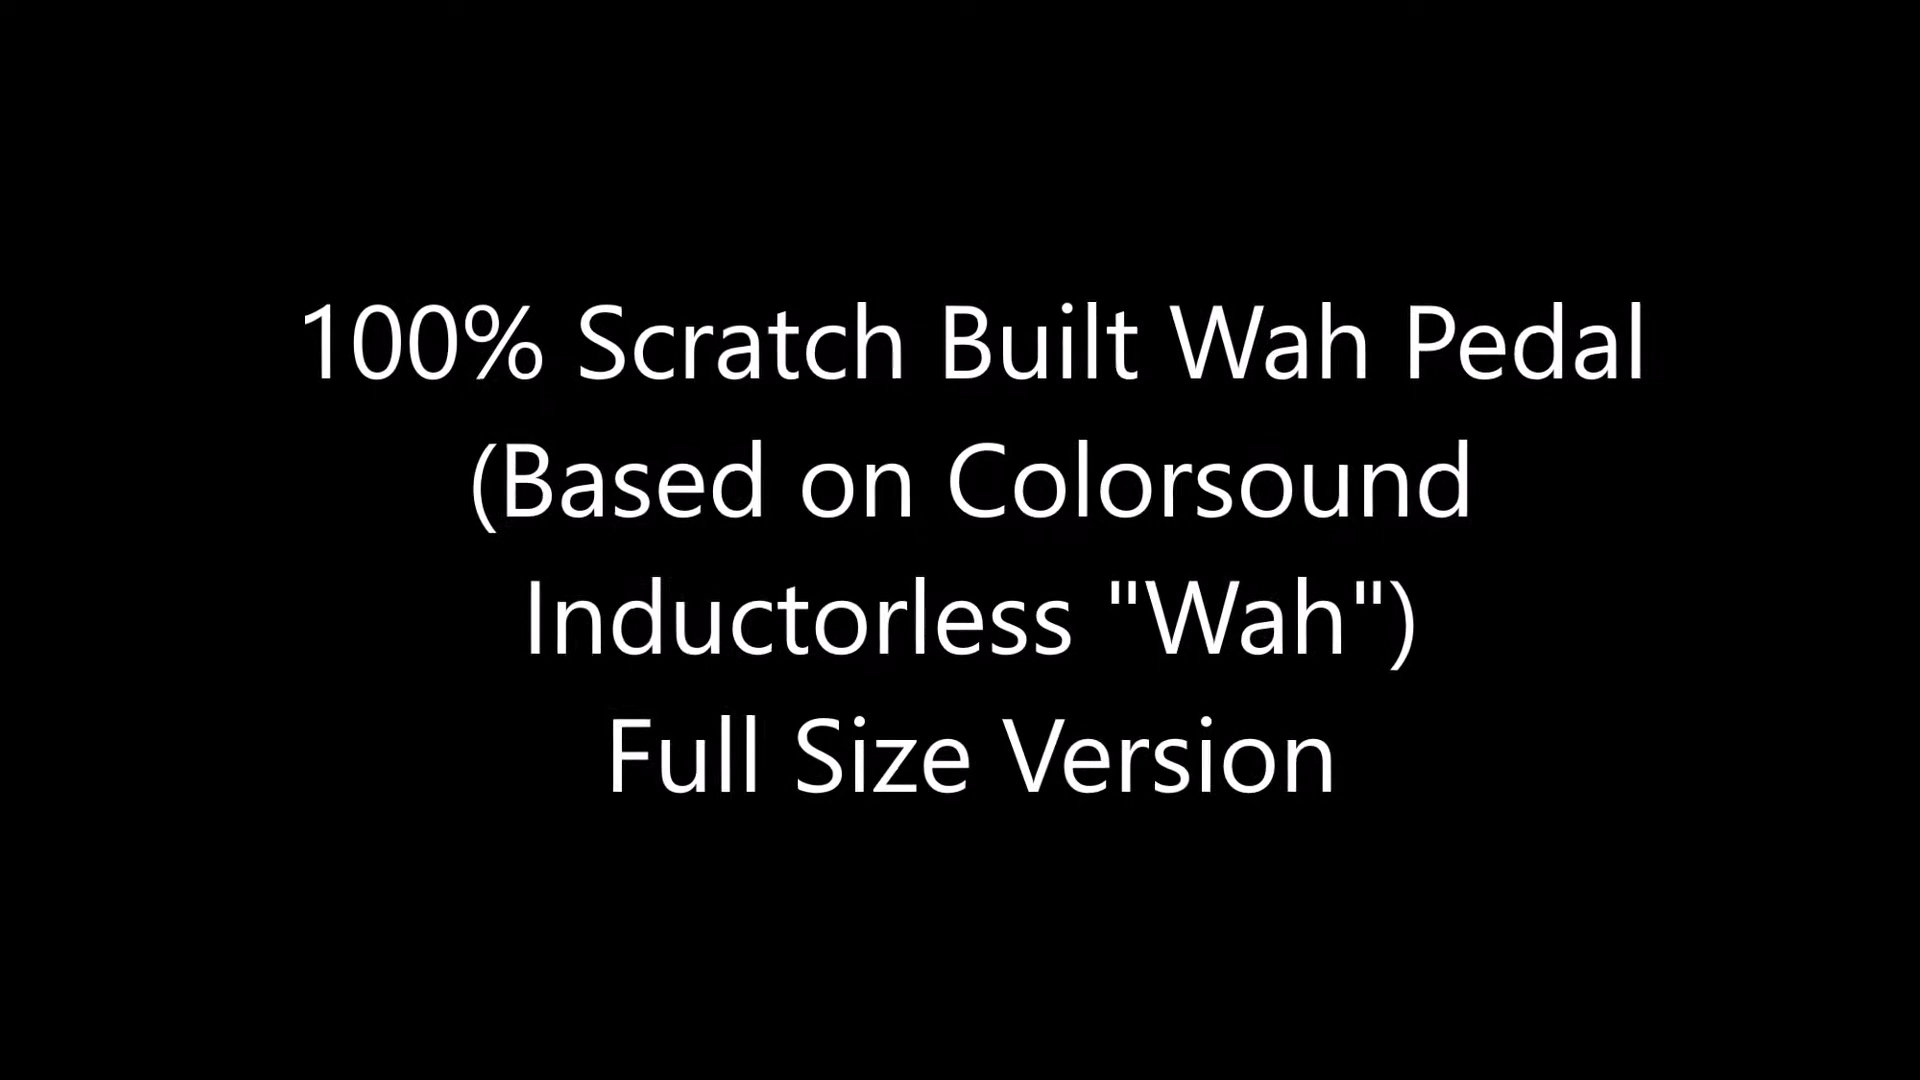 100% Scratch Built Wah Pedal
(Based on Colorsound
Inductorless "Wah")
Full Size Version